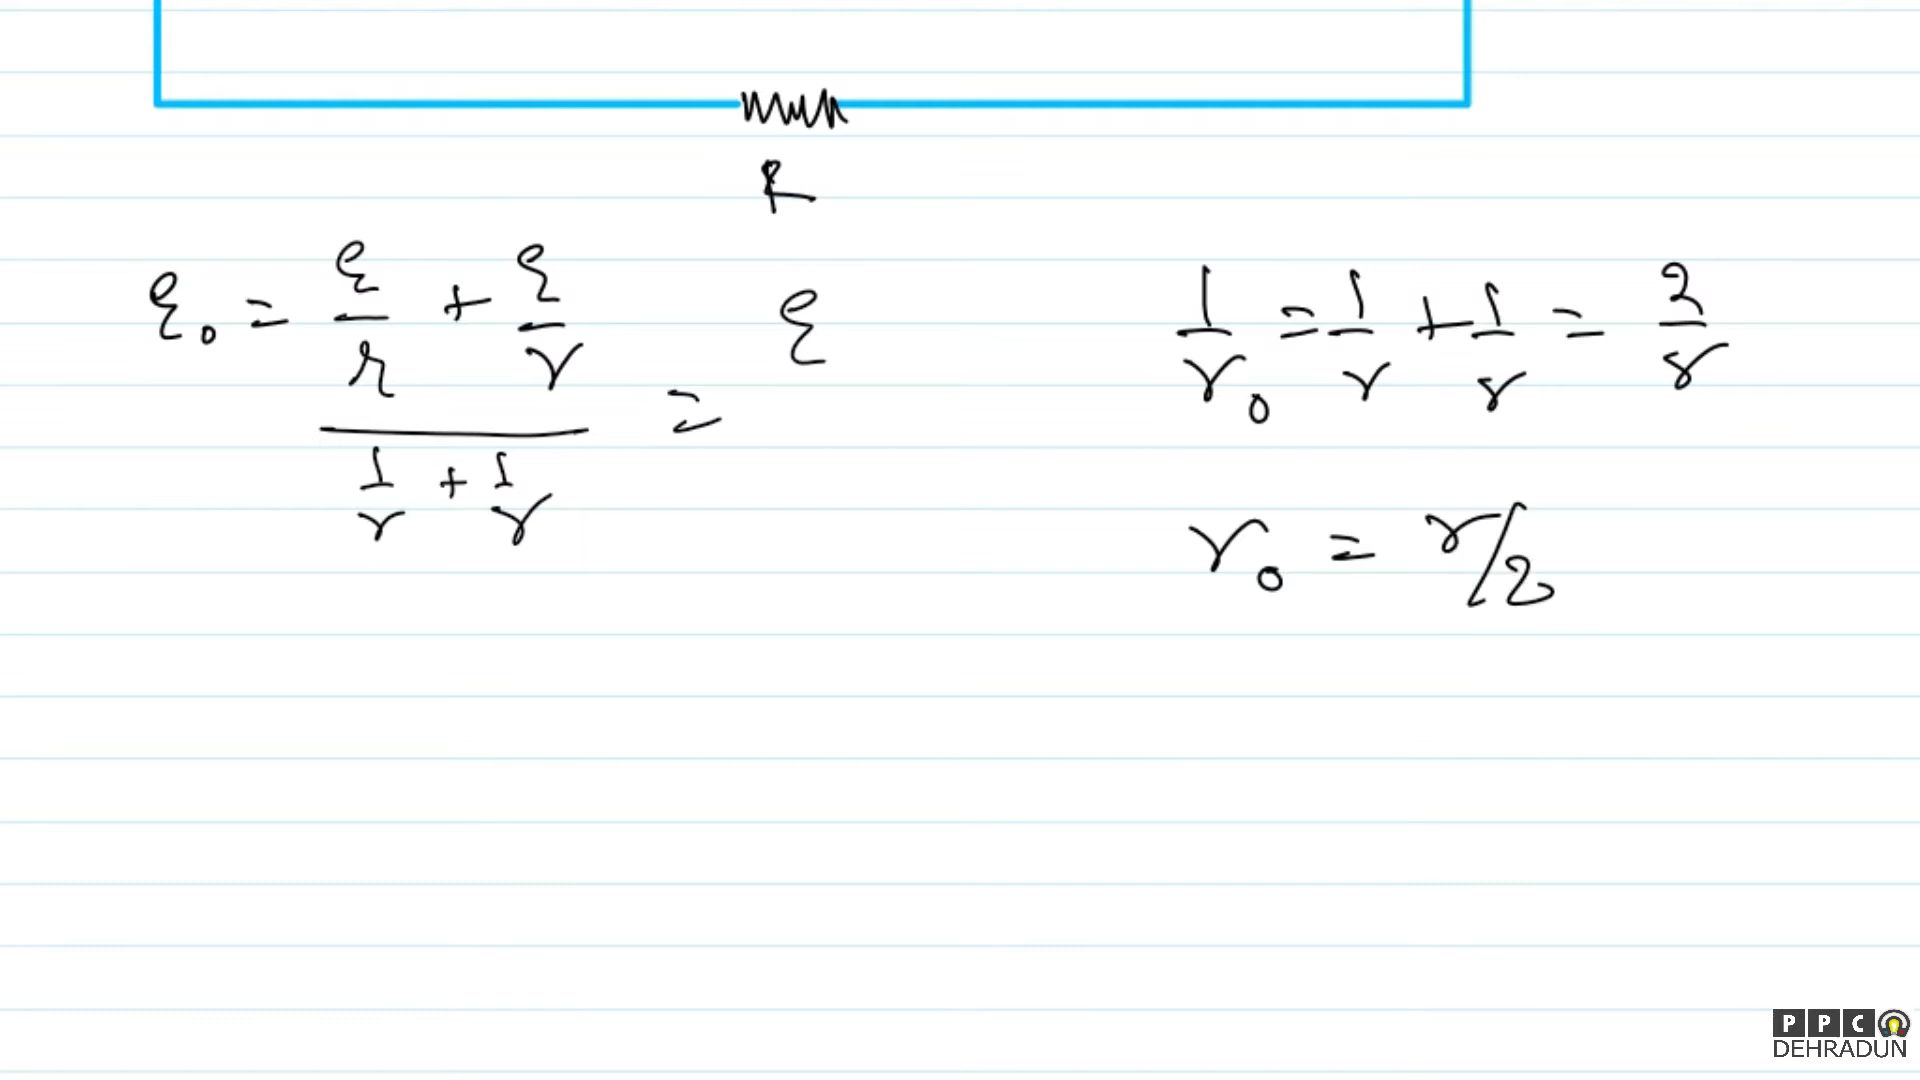 R
ε₀ = (ε/r + ε/r) / (1/r + 1/r) = ε
1/r₀ = 1/r + 1/r = 2/r
r₀ = r/2
PPC
DEHRADUN